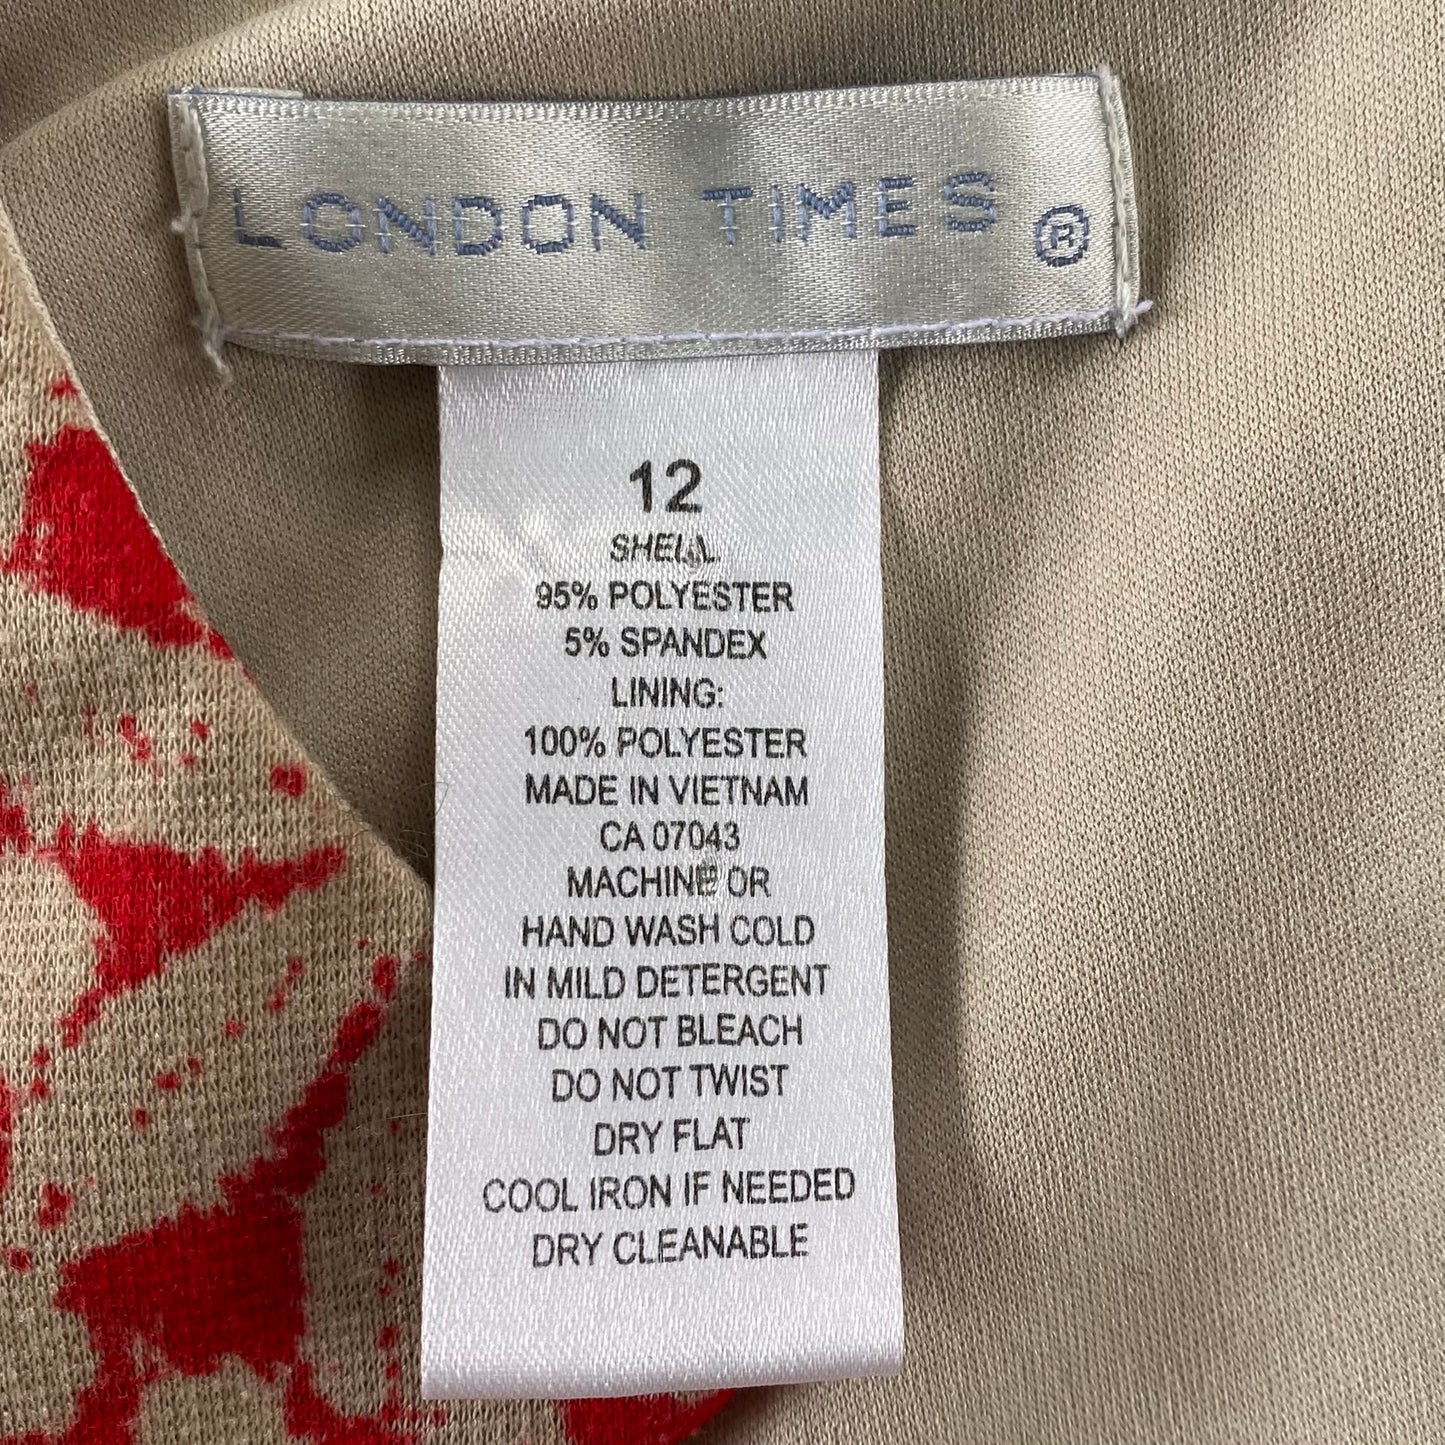 LONDON TIMES ®
12
SHELL
95% POLYESTER
5% SPANDEX
LINING:
100% POLYESTER
MADE IN VIETNAM
CA 07043
MACHINE OR
HAND WASH COLD
IN MILD DETERGENT
DO NOT BLEACH
DO NOT TWIST
DRY FLAT
COOL IRON IF NEEDED
DRY CLEANABLE